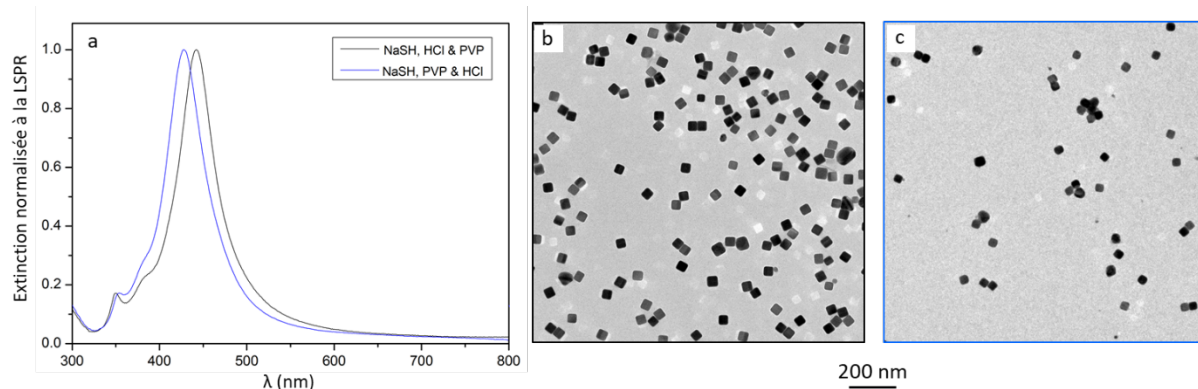 a
NaSH, HCl & PVP
NaSH, PVP & HCl
Extinction normalisée à la LSPR
1.0
0.8
0.6
0.4
0.2
0.0
300 400 500 600 700 800
λ (nm)
b
c
200 nm